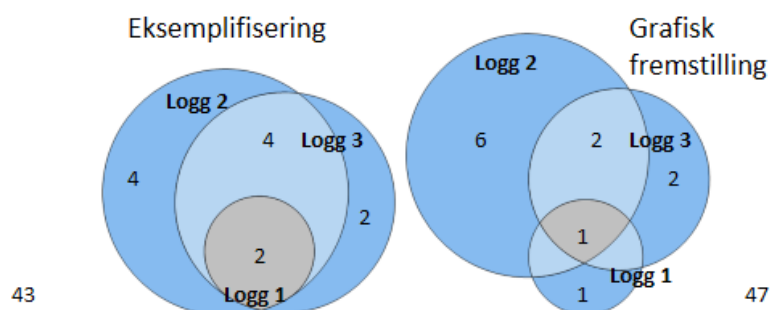 Eksemplifisering
Logg 2
4
Logg 3
4
2
2
Logg 1
43
Grafisk
fremstilling
Logg 2
6
2
Logg 3
2
1
Logg 1
1
47